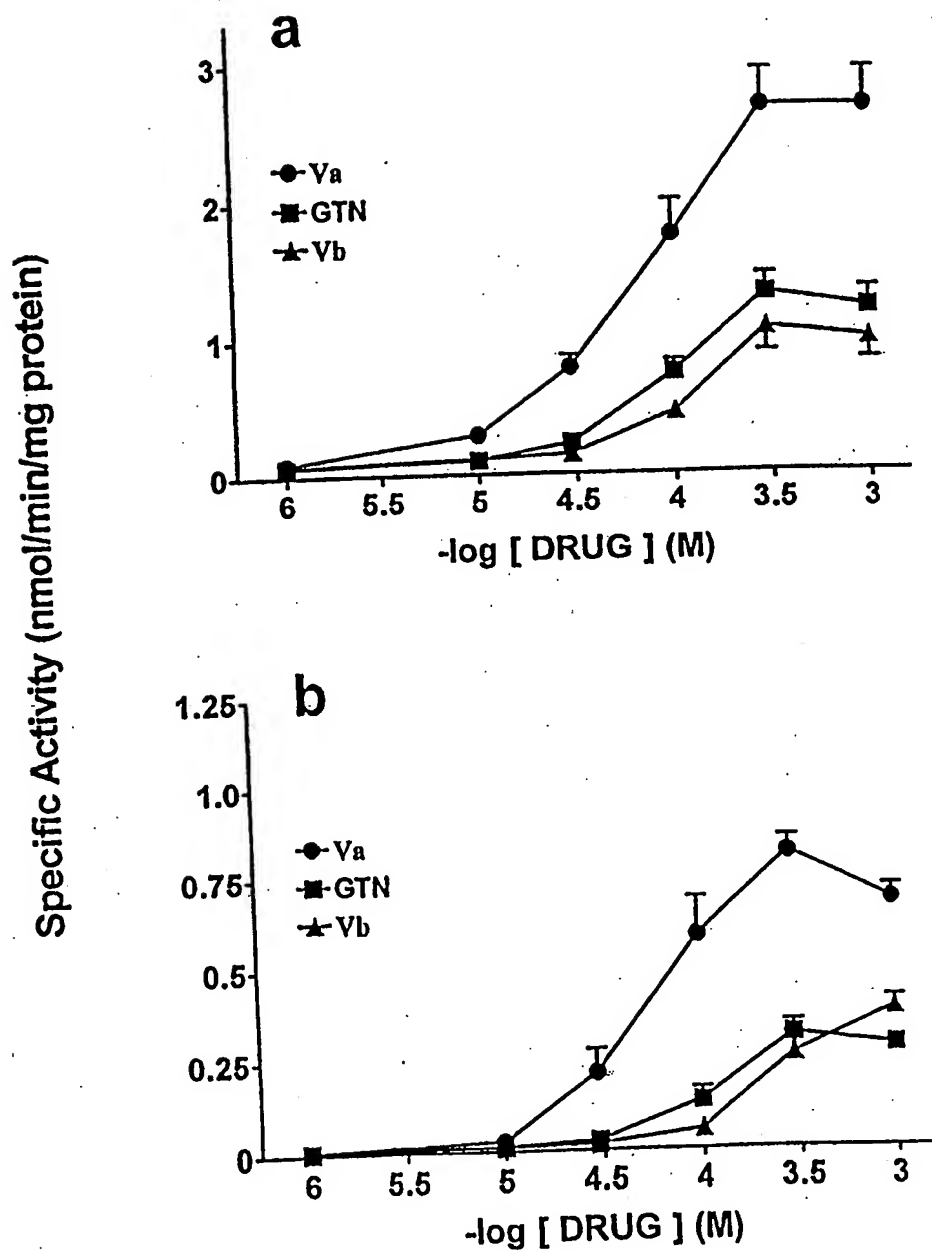 Specific Activity (nmol/min/mg protein)
a
3
2
1
0
Va
GTN
Vb
6 5.5 5 4.5 4 3.5 3
-log [ DRUG ] (M)
b
1.25
1.0
0.75
0.5
0.25
0
Va
GTN
Vb
6 5.5 5 4.5 4 3.5 3
-log [ DRUG ] (M)